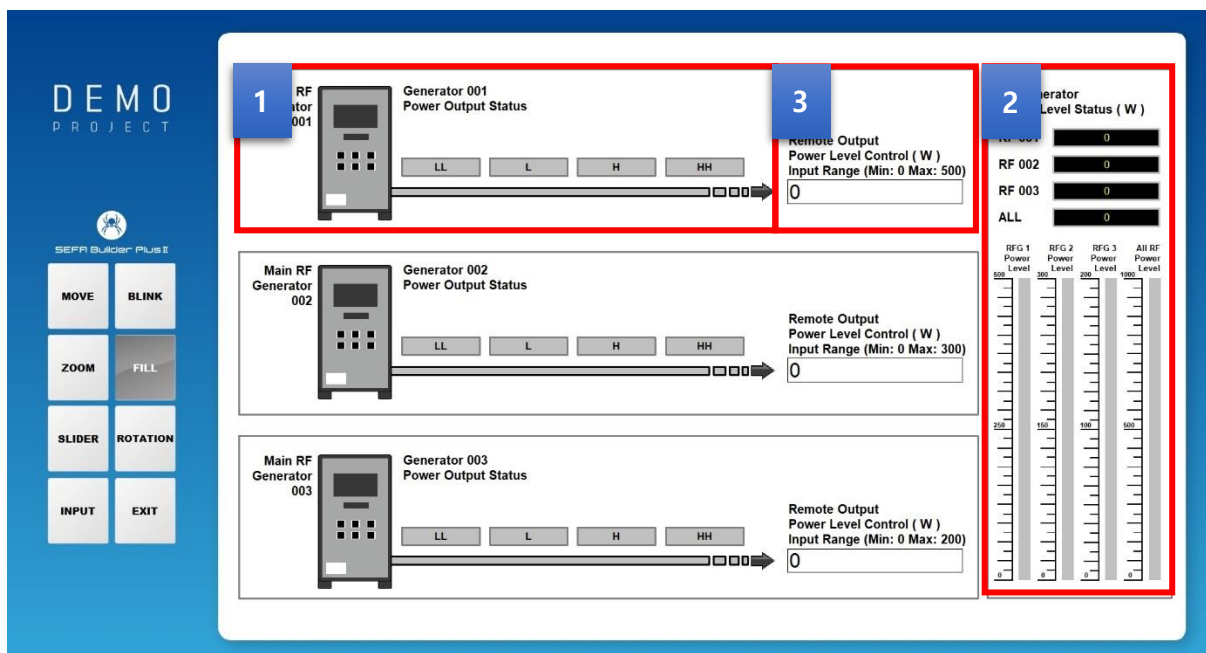 DEMO
PROJECT
SEFA Builder Plus II
MOVE
BLINK
ZOOM
FILL
SLIDER
ROTATION
INPUT
EXIT
1
RF
001
Generator 001
Power Output Status
LL
L
H
HH
3
Remote Output
Power Level Control ( W )
Input Range (Min: 0 Max: 500)
0
Main RF
Generator
002
Generator 002
Power Output Status
LL
L
H
HH
Remote Output
Power Level Control ( W )
Input Range (Min: 0 Max: 300)
0
Main RF
Generator
003
Generator 003
Power Output Status
LL
L
H
HH
Remote Output
Power Level Control ( W )
Input Range (Min: 0 Max: 200)
0
2
Level Status ( W )
RF 001
0
RF 002
0
RF 003
0
ALL
0
RFG 1
Power
Level
RFG 2
Power
Level
RFG 3
Power
Level
All RF
Power
Level
500
300
200
1000
250
150
100
500
0
0
0
0